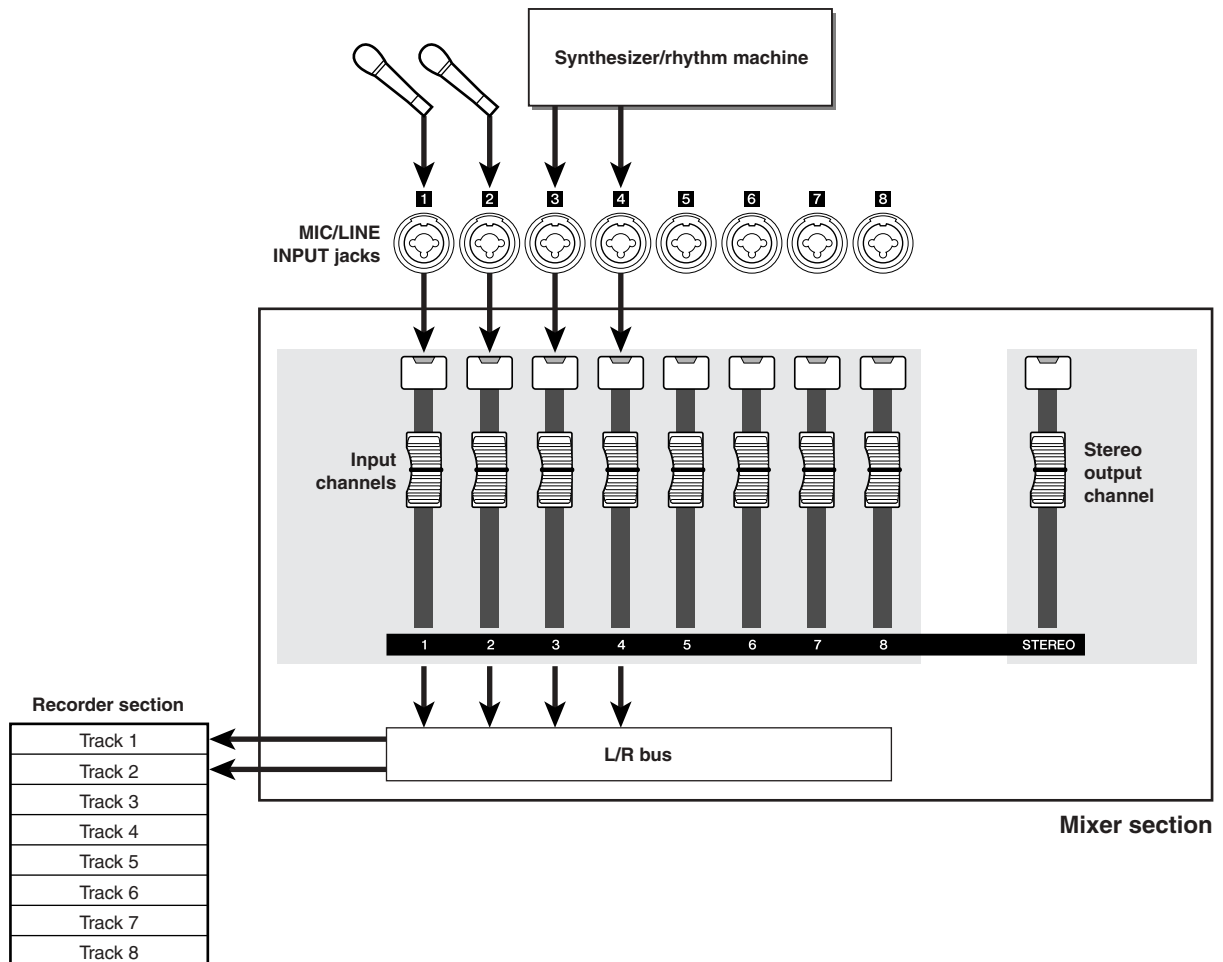 Synthesizer/rhythm machine
1 2 3 4 5 6 7 8
MIC/LINE
INPUT jacks
Input
channels
Stereo
output
channel
1 2 3 4 5 6 7 8 STEREO
Recorder section
Track 1
Track 2
Track 3
Track 4
Track 5
Track 6
Track 7
Track 8
L/R bus
Mixer section